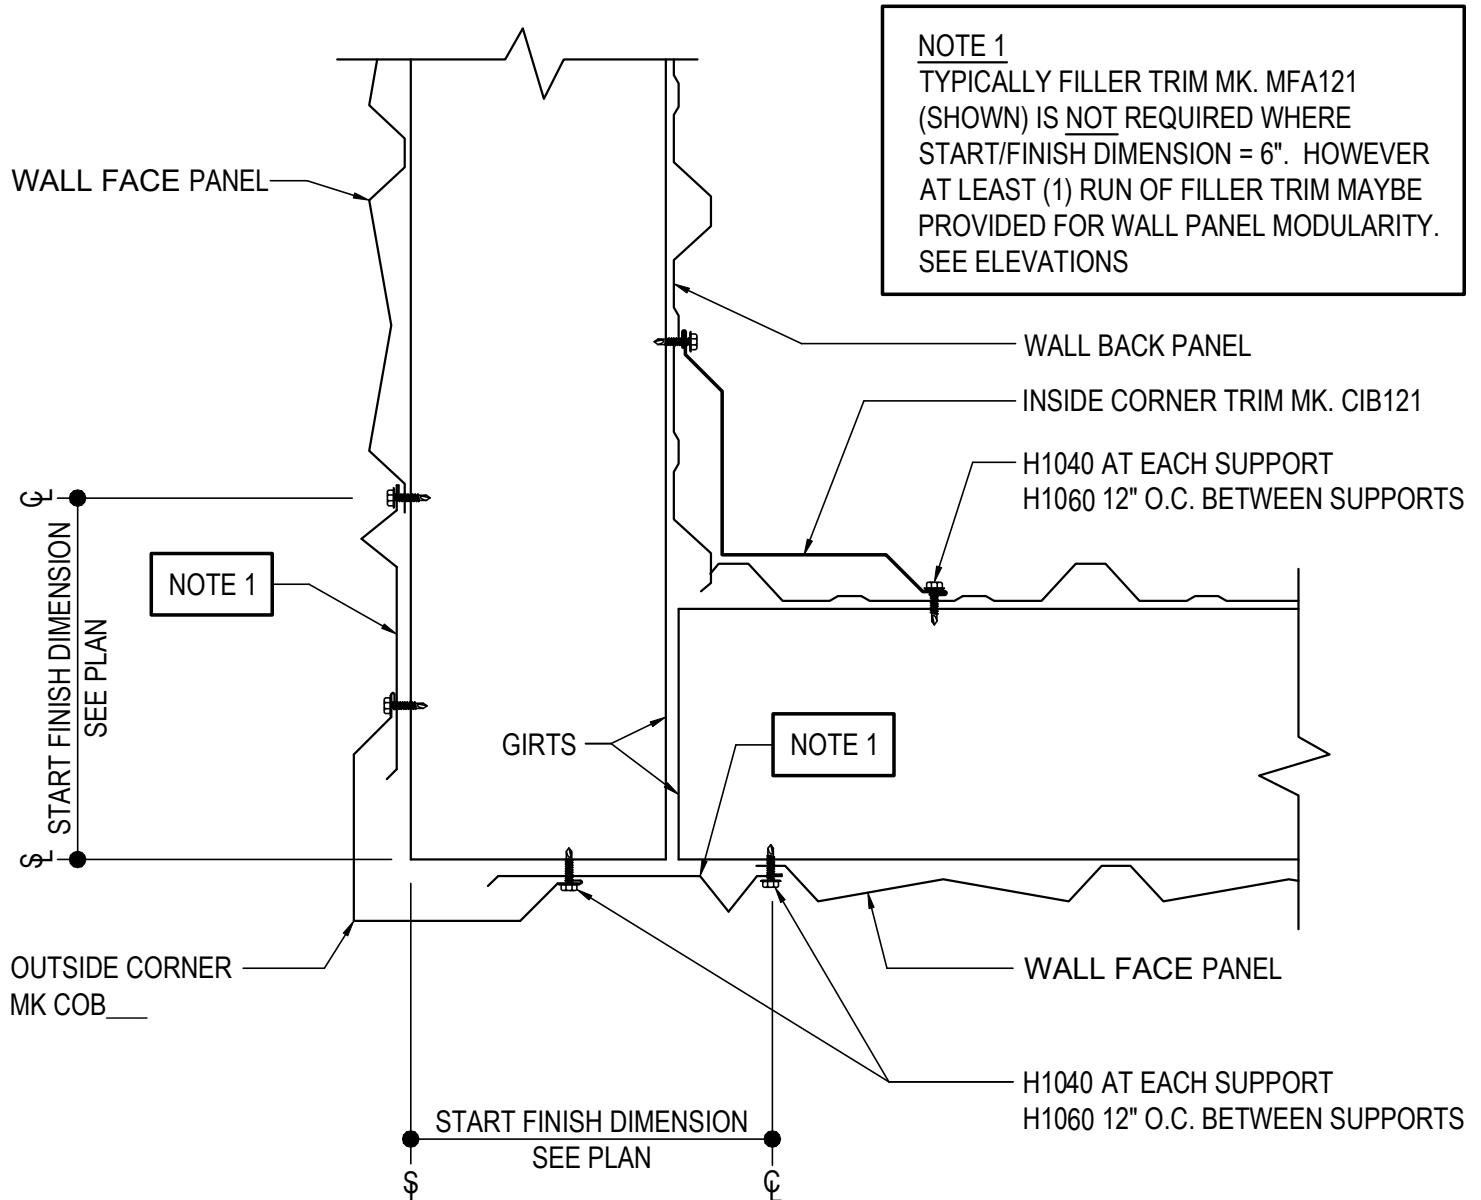 NOTE 1
TYPICALLY FILLER TRIM MK. MFA121
(SHOWN) IS NOT REQUIRED WHERE
START/FINISH DIMENSION = 6". HOWEVER
AT LEAST (1) RUN OF FILLER TRIM MAYBE
PROVIDED FOR WALL PANEL MODULARITY.
SEE ELEVATIONS
WALL FACE PANEL
WALL BACK PANEL
INSIDE CORNER TRIM MK. CIB121
H1040 AT EACH SUPPORT
H1060 12" O.C. BETWEEN SUPPORTS
START FINISH DIMENSION
SEE PLAN
NOTE 1
GIRTS
NOTE 1
OUTSIDE CORNER
MK COB___
WALL FACE PANEL
H1040 AT EACH SUPPORT
H1060 12" O.C. BETWEEN SUPPORTS
START FINISH DIMENSION
SEE PLAN